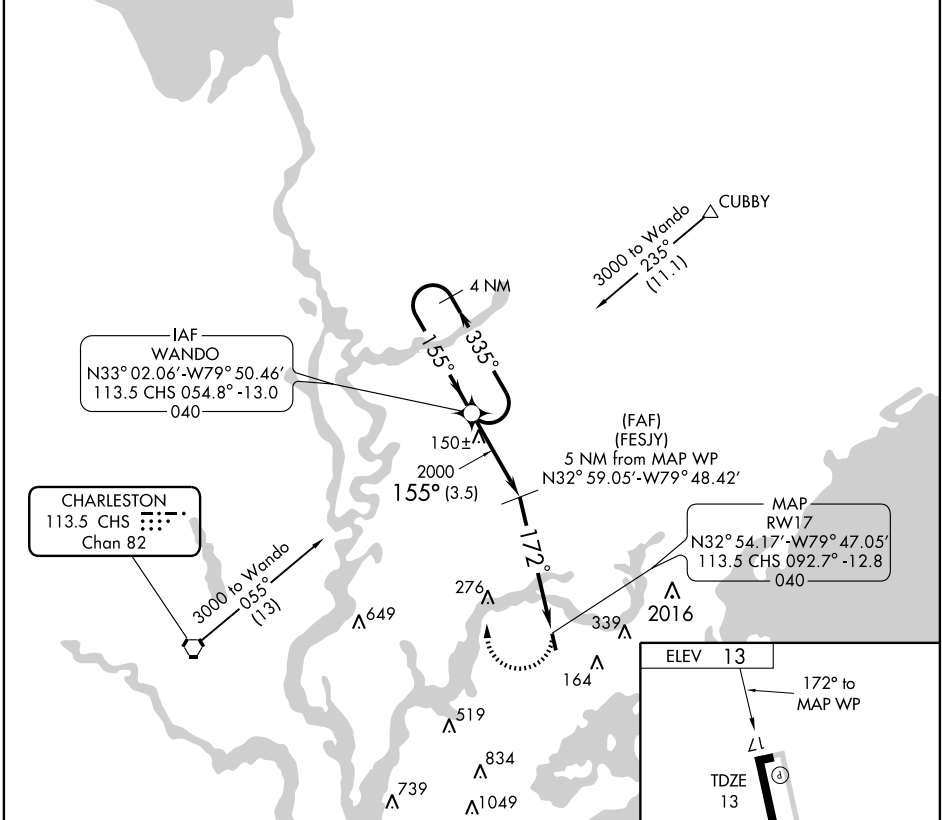 CUBBY
3000 to Wando
235°
(11.1)
4 NM
155°
335°
IAF
WANDO
N33° 02.06'-W79° 50.46'
113.5 CHS 054.8° -13.0
040
150±
2000
155° (3.5)
(FAF)
(FESJY)
5 NM from MAP WP
N32° 59.05'-W79° 48.42'
CHARLESTON
113.5 CHS
Chan 82
3000 to Wando
055°
(13)
172°
MAP
RW17
N32° 54.17'-W79° 47.05'
113.5 CHS 092.7° -12.8
040
276
649
339
2016
164
519
834
739
1049
ELEV 13
172° to
MAP WP
17
P
TDZE
13